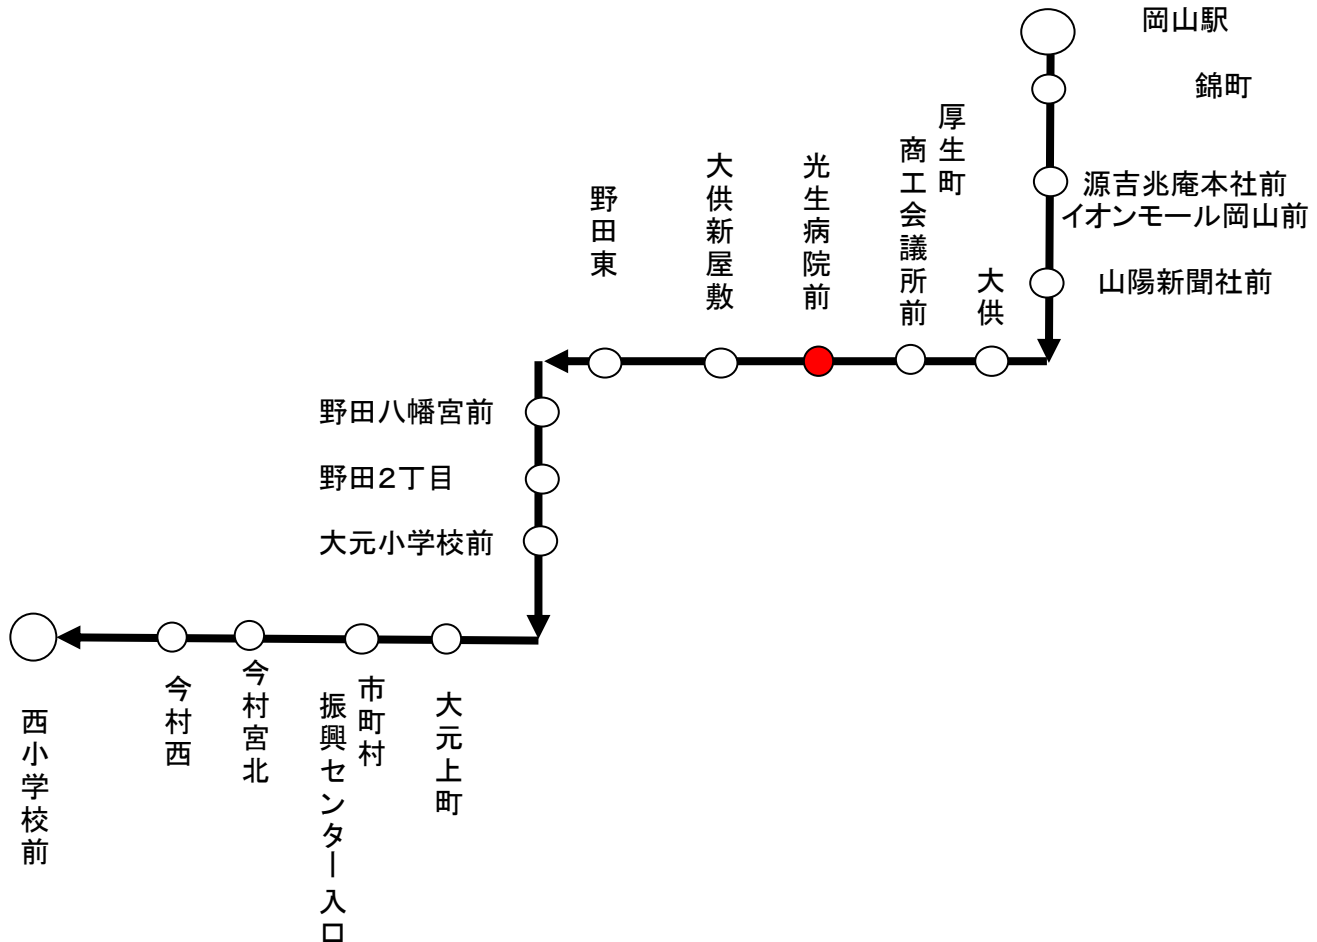 岡山駅
錦町
源吉兆庵本社前
イオンモール岡山前
山陽新聞社前
大供
厚生町
商工会議所前
光生病院前
大供新屋敷
野田東
野田八幡宮前
野田2丁目
大元小学校前
大元上町
市町村
振興センター入口
今村宮北
今村西
西小学校前